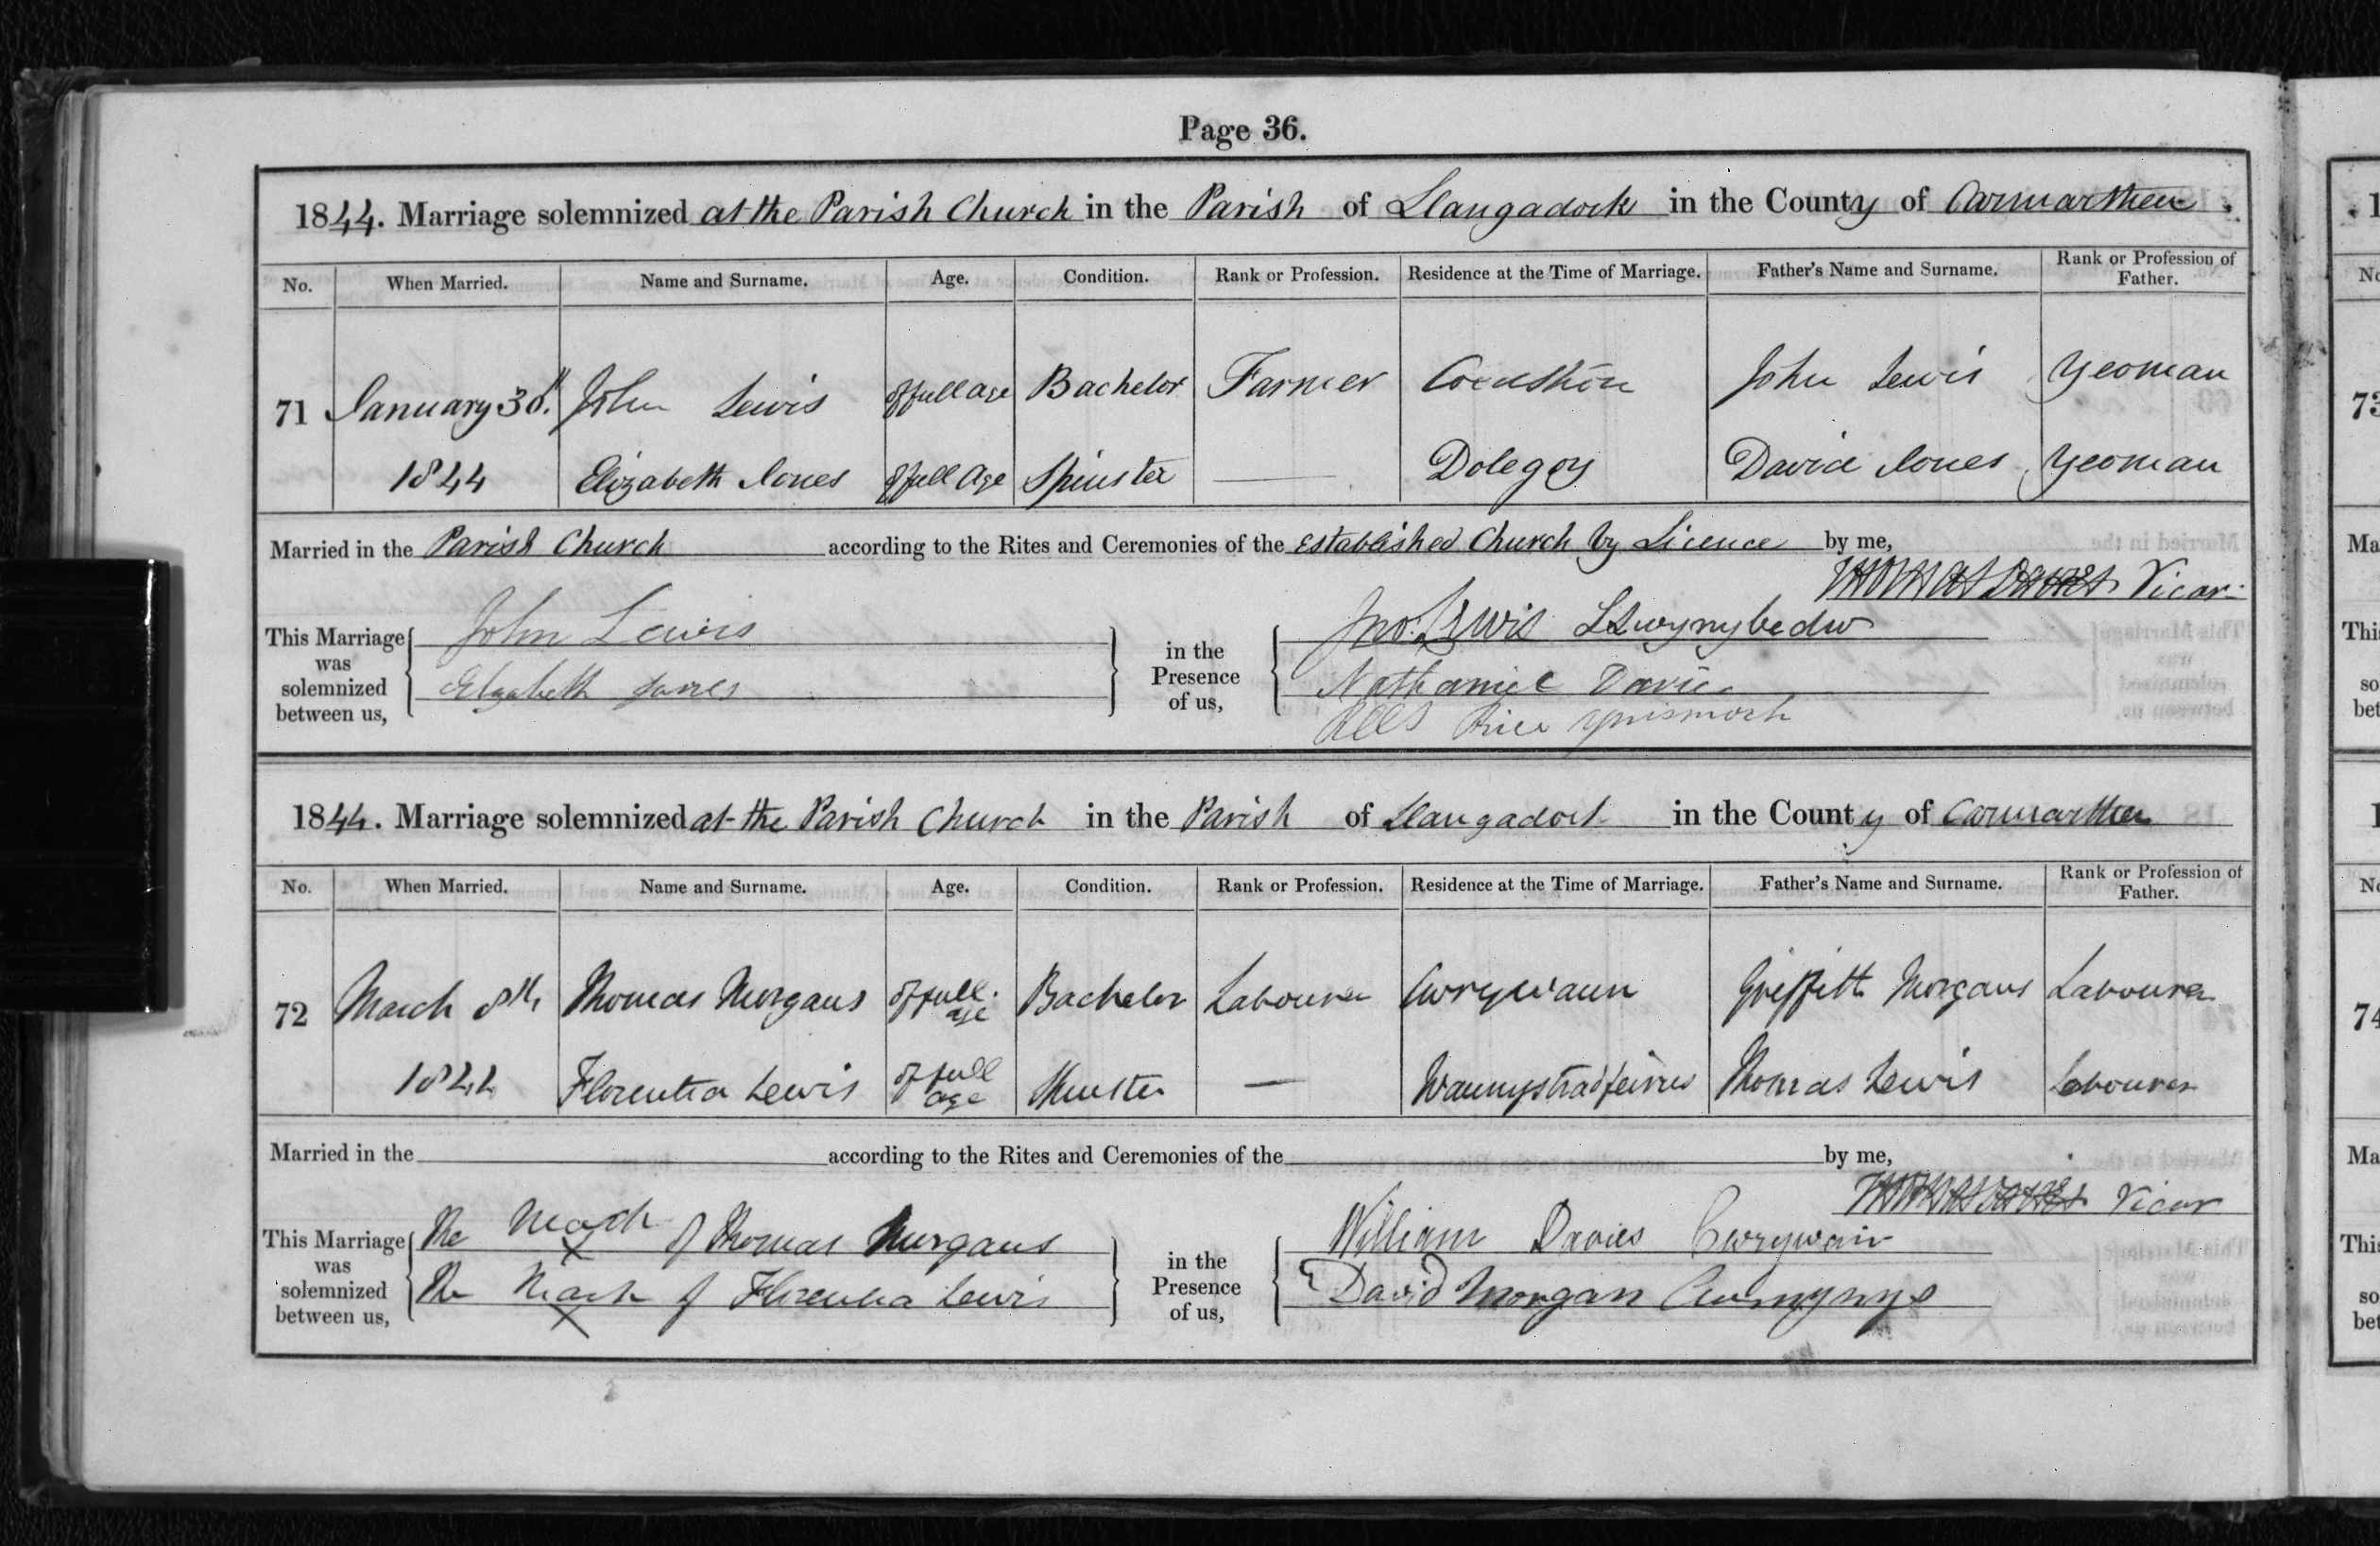 Page 36.
1844. Marriage solemnized at the Parish Church in the Parish of Llangadock in the County of Carmarthen.
No. When Married. Name and Surname. Age. Condition. Rank or Profession. Residence at the Time of Marriage. Father's Name and Surname. Rank or Profession of Father.
71 January 30th. John Lewis of full age Bachelor Farmer John Lewis Yeoman
1844 Elizabeth Jones of full Age Spinster — Dolegoy David Jones Yeoman
Married in the Parish Church according to the Rites and Ceremonies of the Established Church by Licence by me,
Thomas Davies Vicar.
This Marriage was solemnized between us, John Lewis in the Presence of us, Jno. Lewis Llwynybedw
Elizabeth Jones Nathaniel Davies
Rees Price
1844. Marriage solemnized at the Parish Church in the Parish of Llangadock in the County of Carmarthen
No. When Married. Name and Surname. Age. Condition. Rank or Profession. Residence at the Time of Marriage. Father's Name and Surname. Rank or Profession of Father.
72 March 8th Thomas Morgans of full age Bachelor Labourer Cwrywaun Griffith Morgans Labourer
1844 Florentia Lewis of full age Spinster — Thomas Lewis Labourer
Married in the according to the Rites and Ceremonies of the by me,
Thomas Davies Vicar
This Marriage was solemnized between us, The Mark X of Thomas Morgans in the Presence of us, William Davies
The Mark X of Florentia Lewis David Morgan